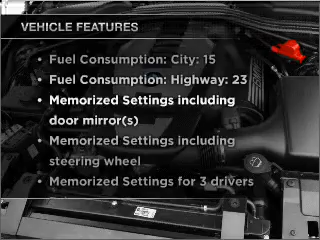 VEHICLE FEATURES
• Fuel Consumption: City: 15
• Fuel Consumption: Highway: 23
• Memorized Settings including
door mirror(s)
• Memorized Settings including
steering wheel
• Memorized Settings for 3 drivers